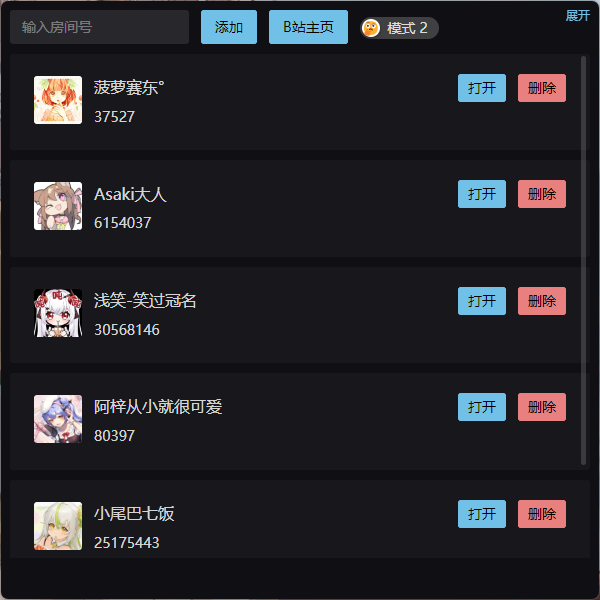 展开
输入房间号 添加 B站主页 模式 2
菠萝赛东° 打开 删除
37527
Asaki大人 打开 删除
6154037
浅笑-笑过冠名 打开 删除
30568146
阿梓从小就很可爱 打开 删除
80397
小尾巴七饭 打开 删除
25175443